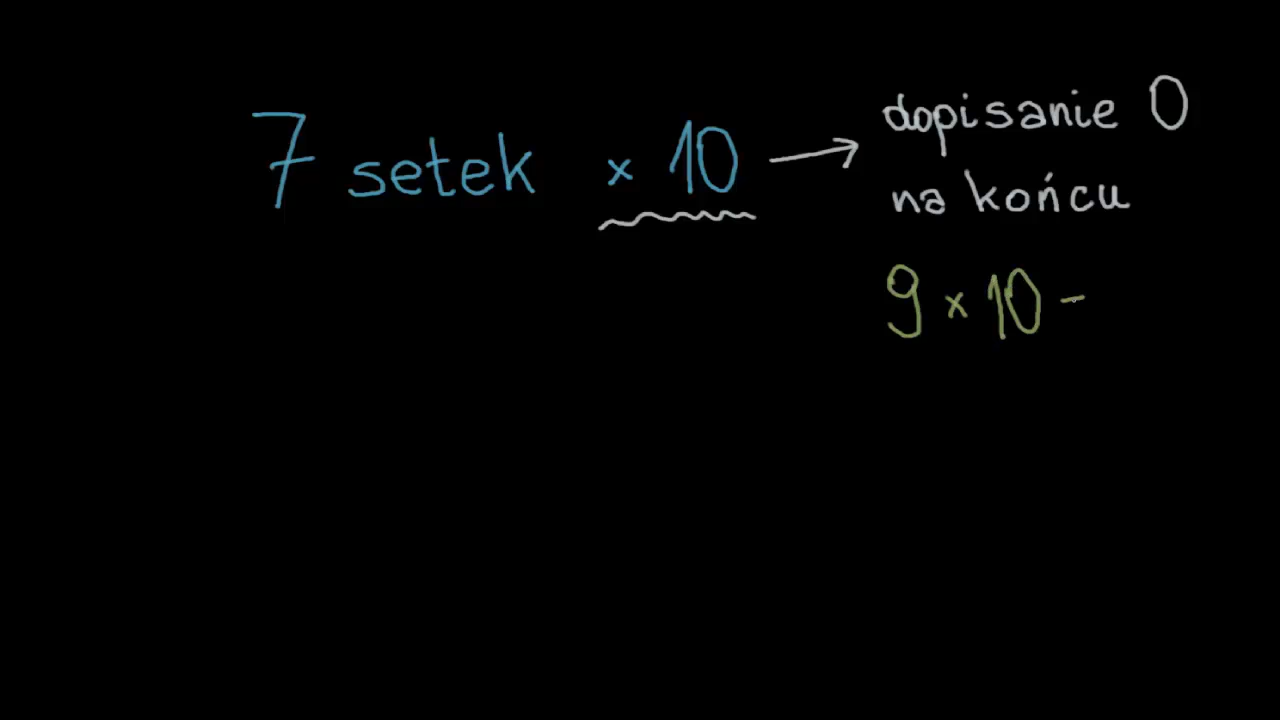 7 setek × 10 → dopisanie 0
na końcu
9 × 10 -